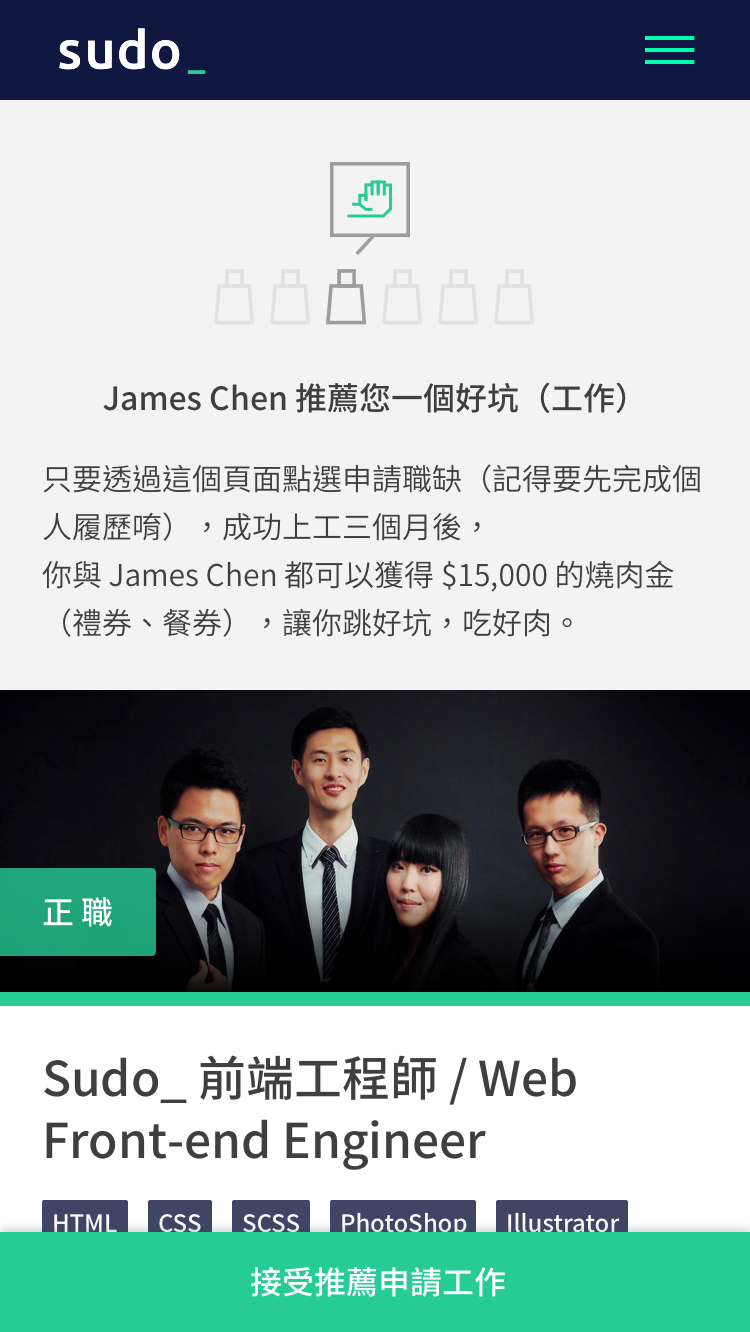 sudo_
James Chen 推薦您一個好坑（工作）
只要透過這個頁面點選申請職缺（記得要先完成個
人履歷唷），成功上工三個月後，
你與 James Chen 都可以獲得 $15,000 的燒肉金
（禮券、餐券），讓你跳好坑，吃好肉。
正職
Sudo_ 前端工程師 / Web
Front-end Engineer
HTML CSS SCSS PhotoShop Illustrator
接受推薦申請工作